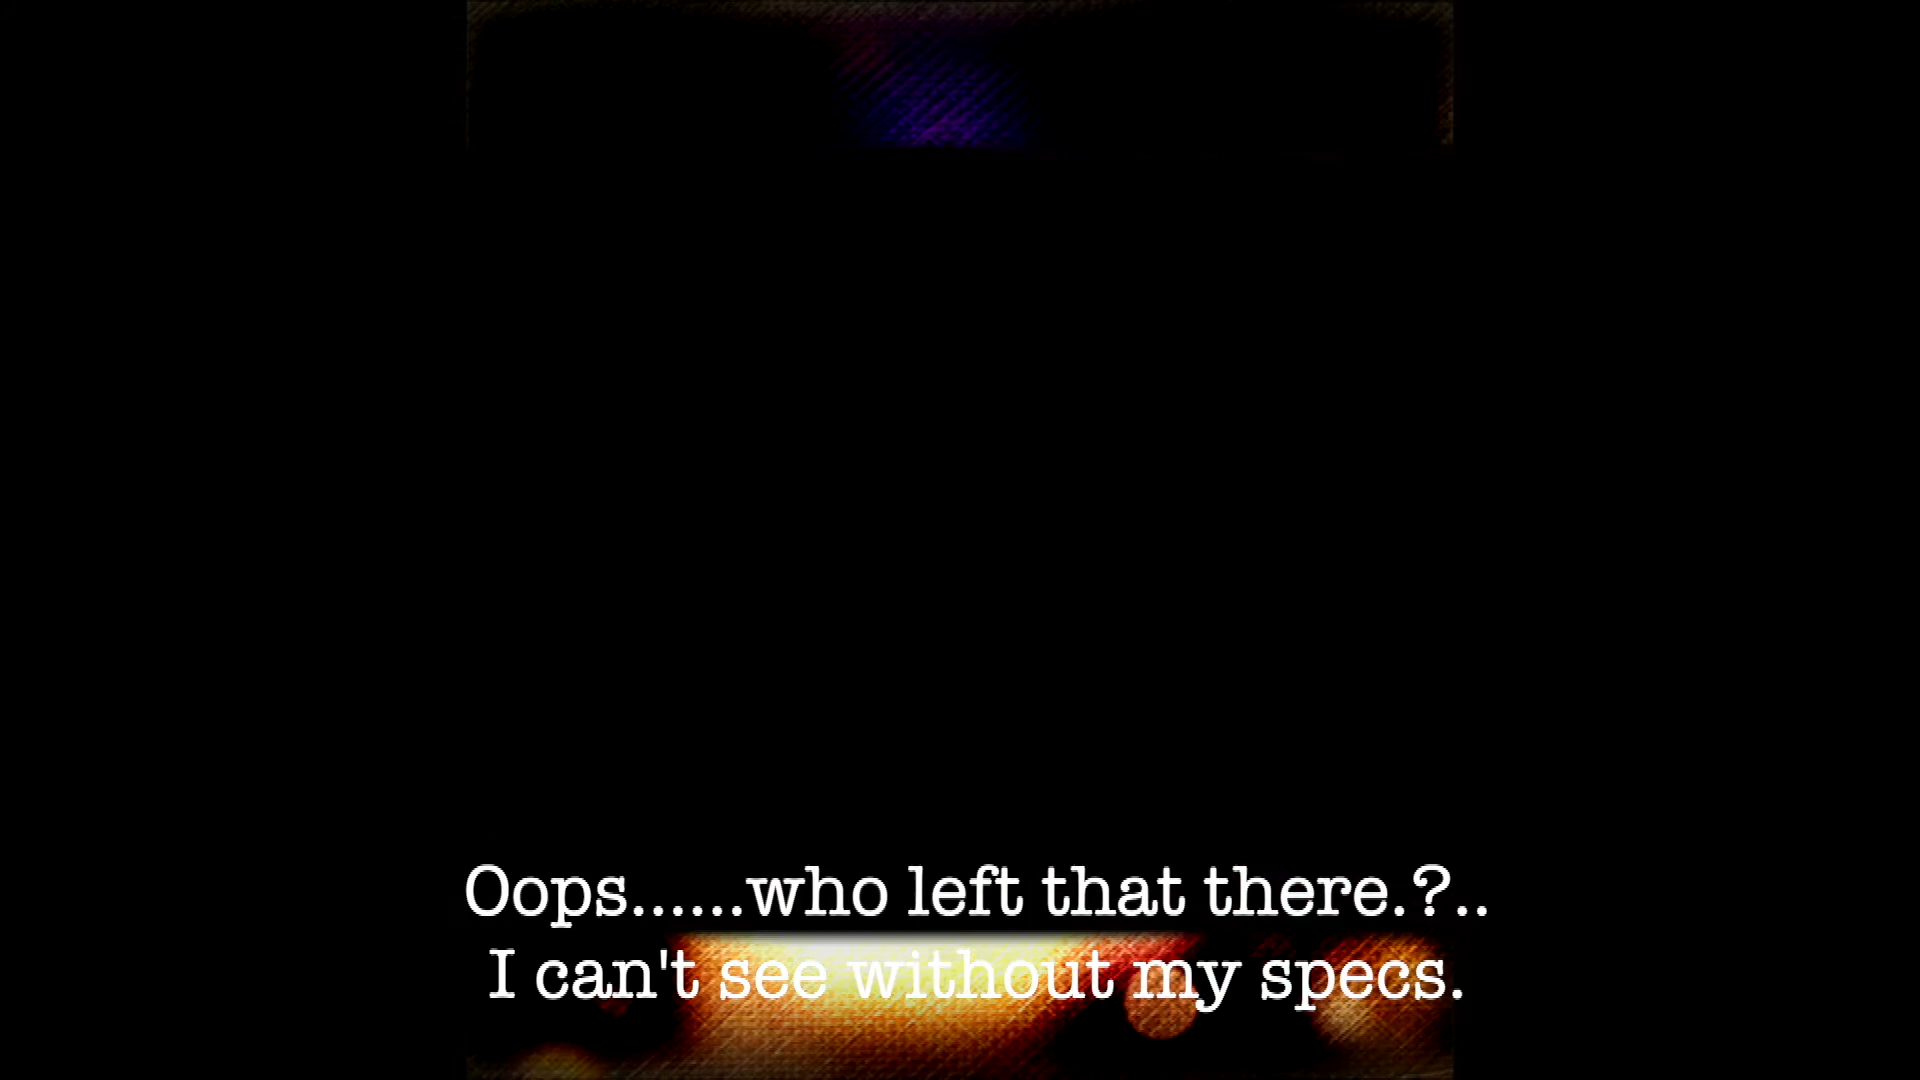 Oops......who left that there.?..
I can't see without my specs.